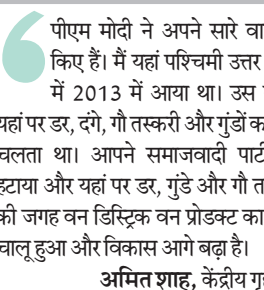 पीएम मोदी ने अपने सारे वा
किए हैं। मैं यहां पश्चिमी उत्तर
में 2013 में आया था। उस
यहां पर डर, दंगे, गौ तस्करी और गुंडों क
चलता था। आपने समाजवादी पार्टी
हटाया और यहां पर डर, गुंडे और गौ त
की जगह वन डिस्ट्रिक वन प्रोडक्ट का
चालू हुआ और विकास आगे बढ़ा है।
अमित शाह, केंद्रीय गृह